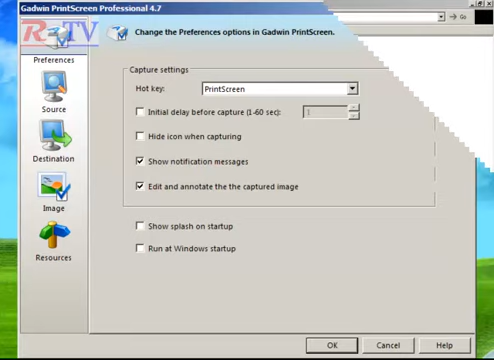 Gadwin PrintScreen Professional 4.7
RTV
Change the Preferences options in Gadwin PrintScreen.
Go
Preferences
Source
Destination
Image
Resources
Capture settings
Hot key: PrintScreen
Initial delay before capture (1-60 sec): 1
Hide icon when capturing
Show notification messages
Edit and annotate the the captured image
Show splash on startup
Run at Windows startup
OK Cancel Help